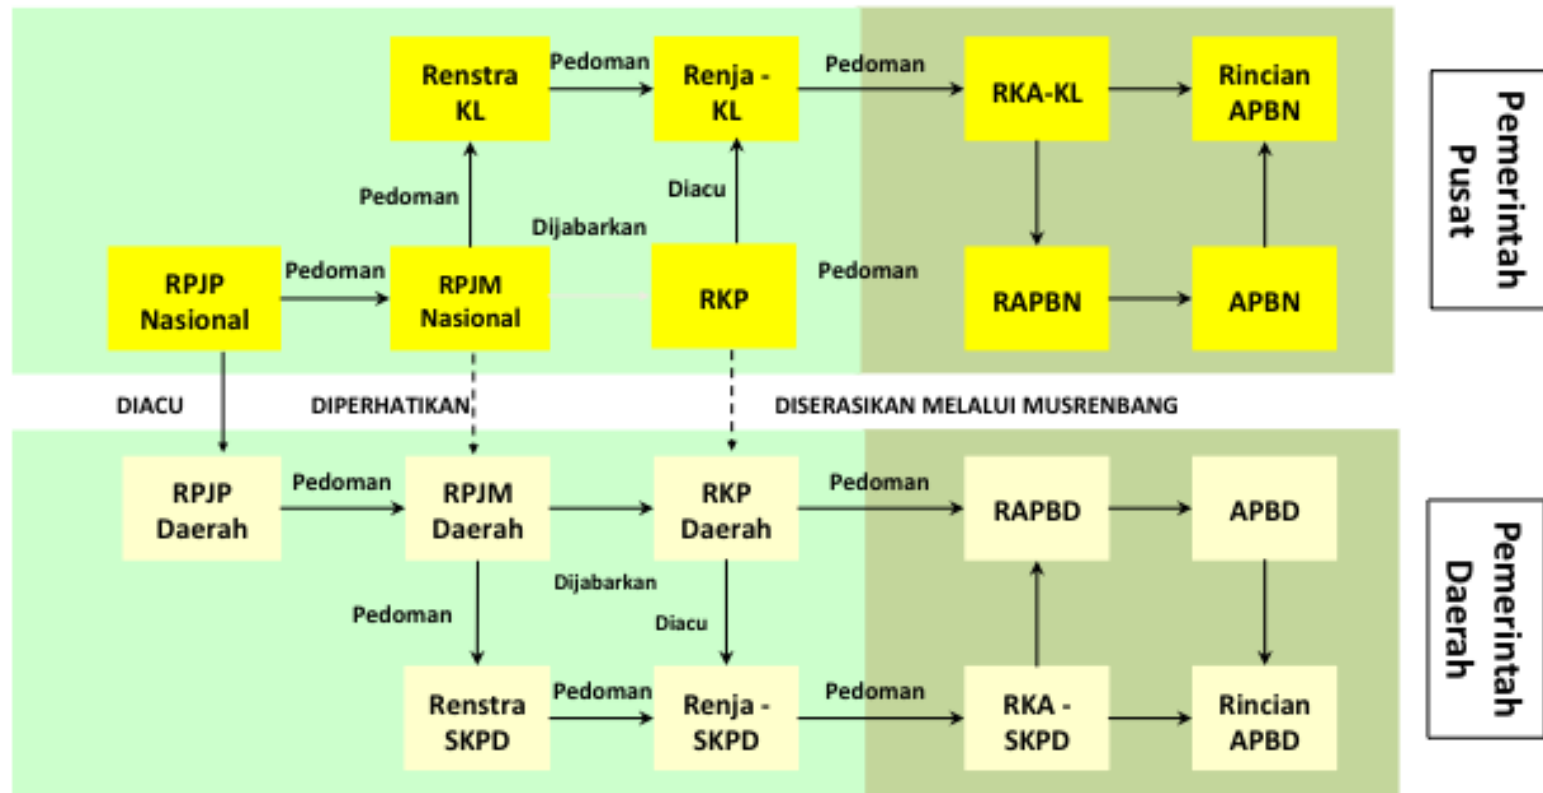 Renstra
KL
Pedoman
Renja -
KL
Pedoman
RKA-KL
Rincian
APBN
Pedoman
Diacu
Dijabarkan
RPJP
Nasional
Pedoman
RPJM
Nasional
RKP
Pedoman
RAPBN
APBN
Pemerintah
Pusat
DIACU
DIPERHATIKAN
DISERASIKAN MELALUI MUSRENBANG
RPJP
Daerah
Pedoman
RPJM
Daerah
RKP
Daerah
Pedoman
RAPBD
APBD
Dijabarkan
Pedoman
Diacu
Renstra
SKPD
Pedoman
Renja -
SKPD
Pedoman
RKA -
SKPD
Rincian
APBD
Pemerintah
Daerah